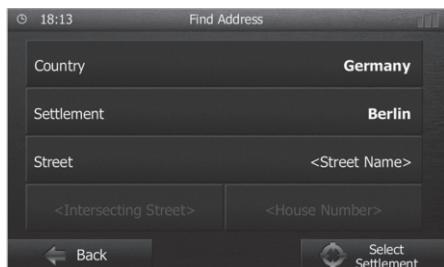 18:13 Find Address
Country Germany
Settlement Berlin
Street <Street Name>
<Intersecting Street> <House Number>
Back Select
Settlement